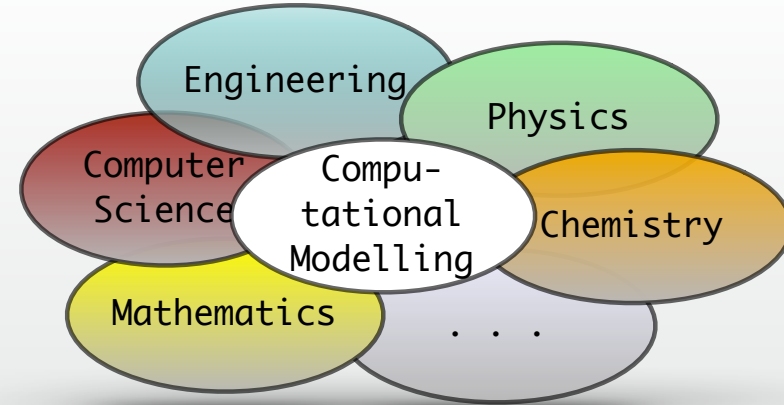 Engineering
Physics
Computer
Science
Compu-
tational
Modelling
Chemistry
Mathematics
. . .